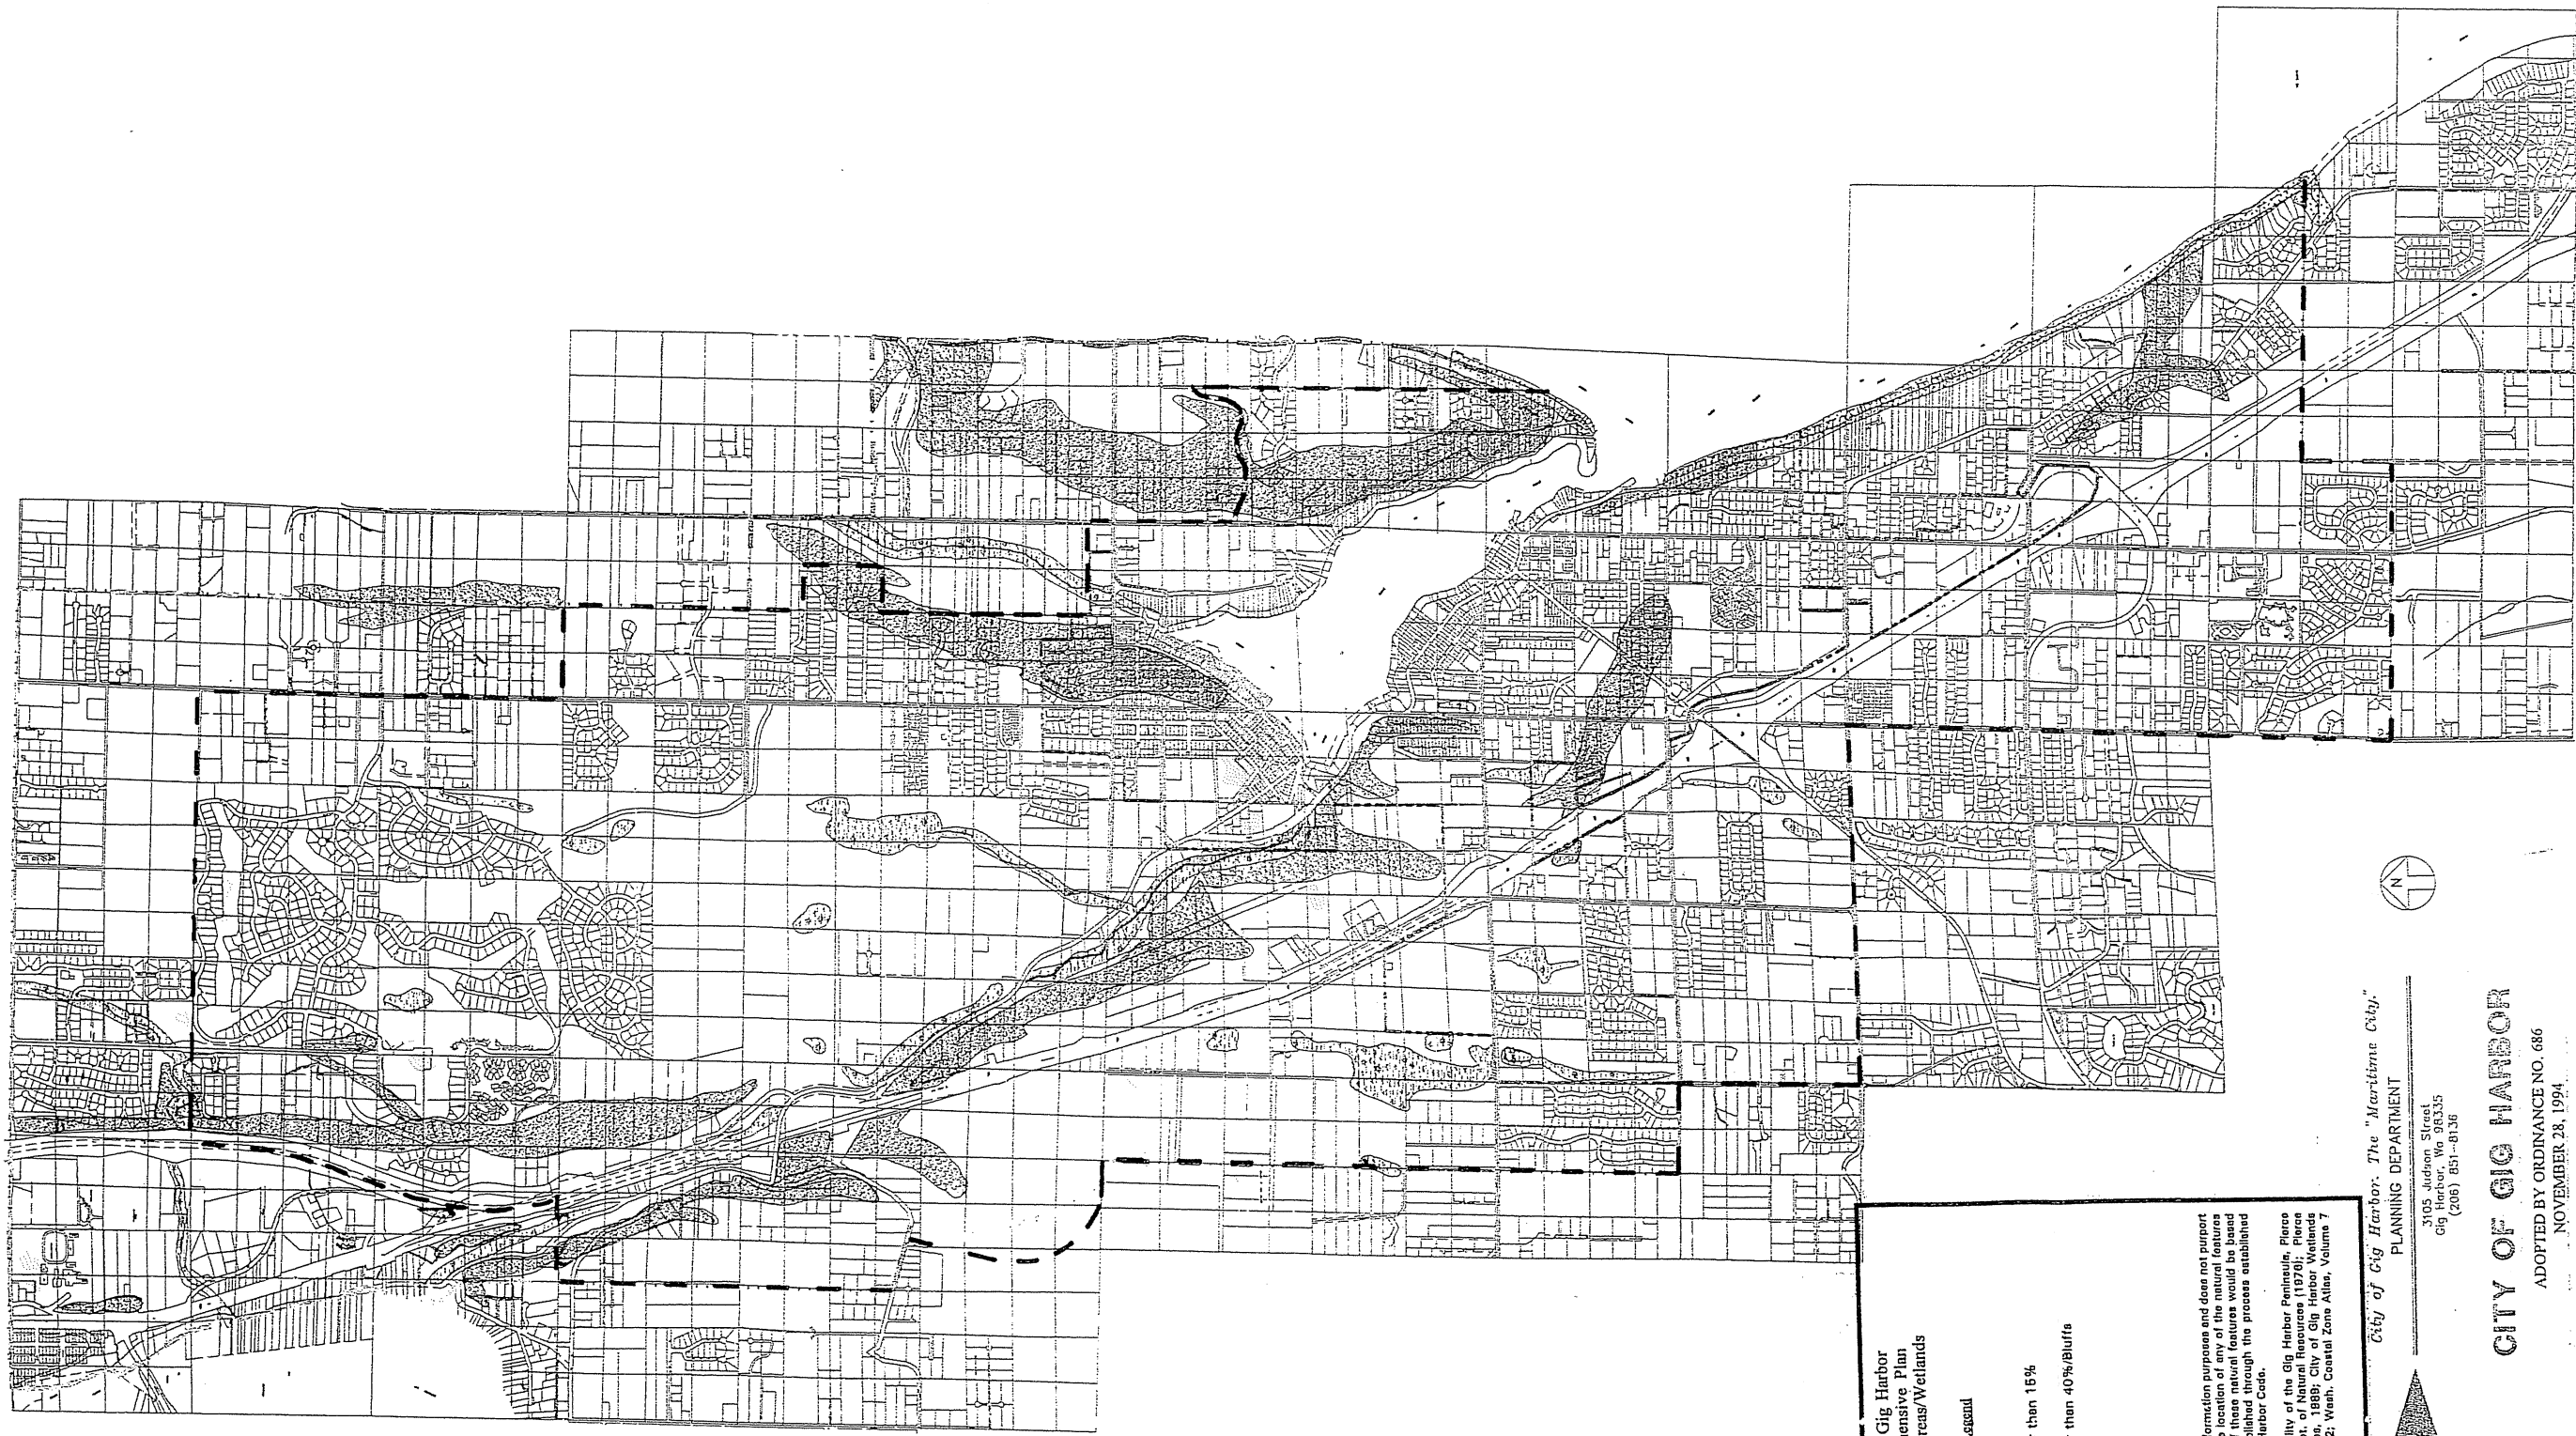 Gig Harbor
ensive Plan
reas/Wetlands
egend
than 15%
than 40%/Bluffs
ormation purposes and does not purport
location of any of the natural features
these natural features would be based
blished through the process established
Harbor Code.
lity of the Gig Harbor Peninsula, Pierce
of Natural Resources (1979); Pierce
City of Gig Harbor Wetlands
Wash. Coastal Zone Atlas, Volume 7
City of Gig Harbor. The "Maritime City."
PLANNING DEPARTMENT
3105 Judson Street
Gig Harbor, Wa 98335
(206) 851-8136
CITY OF GIG HARBOR
ADOPTED BY ORDINANCE NO. 686
NOVEMBER 28, 1994
N